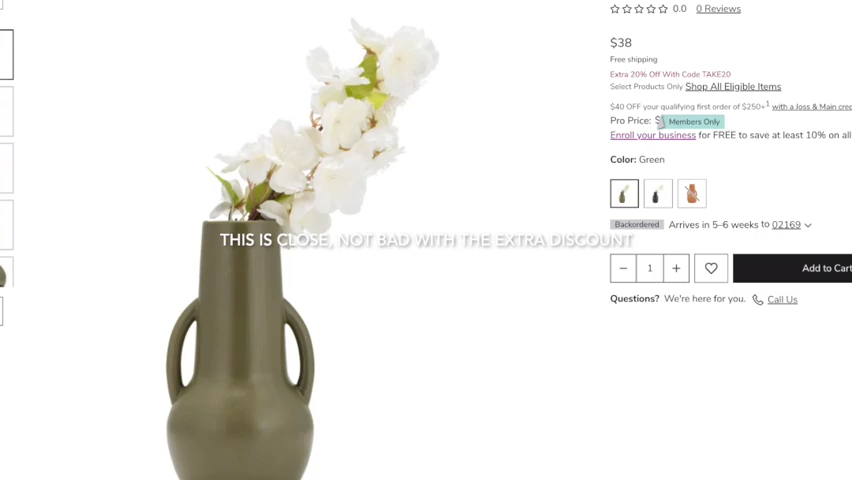 0.0 0 Reviews
$38
Free shipping
Extra 20% Off With Code TAKE20
Select Products Only Shop All Eligible Items
$40 OFF your qualifying first order of $250+1 with a Joss & Main
Pro Price: $ Members Only
Enroll your business for FREE to save at least 10% on all
Color: Green
Backordered Arrives in 5–6 weeks to 02169
THIS IS CLOSE, NOT BAD WITH THE EXTRA DISCOUNT
− 1 + Add to Cart
Questions? We're here for you. Call Us